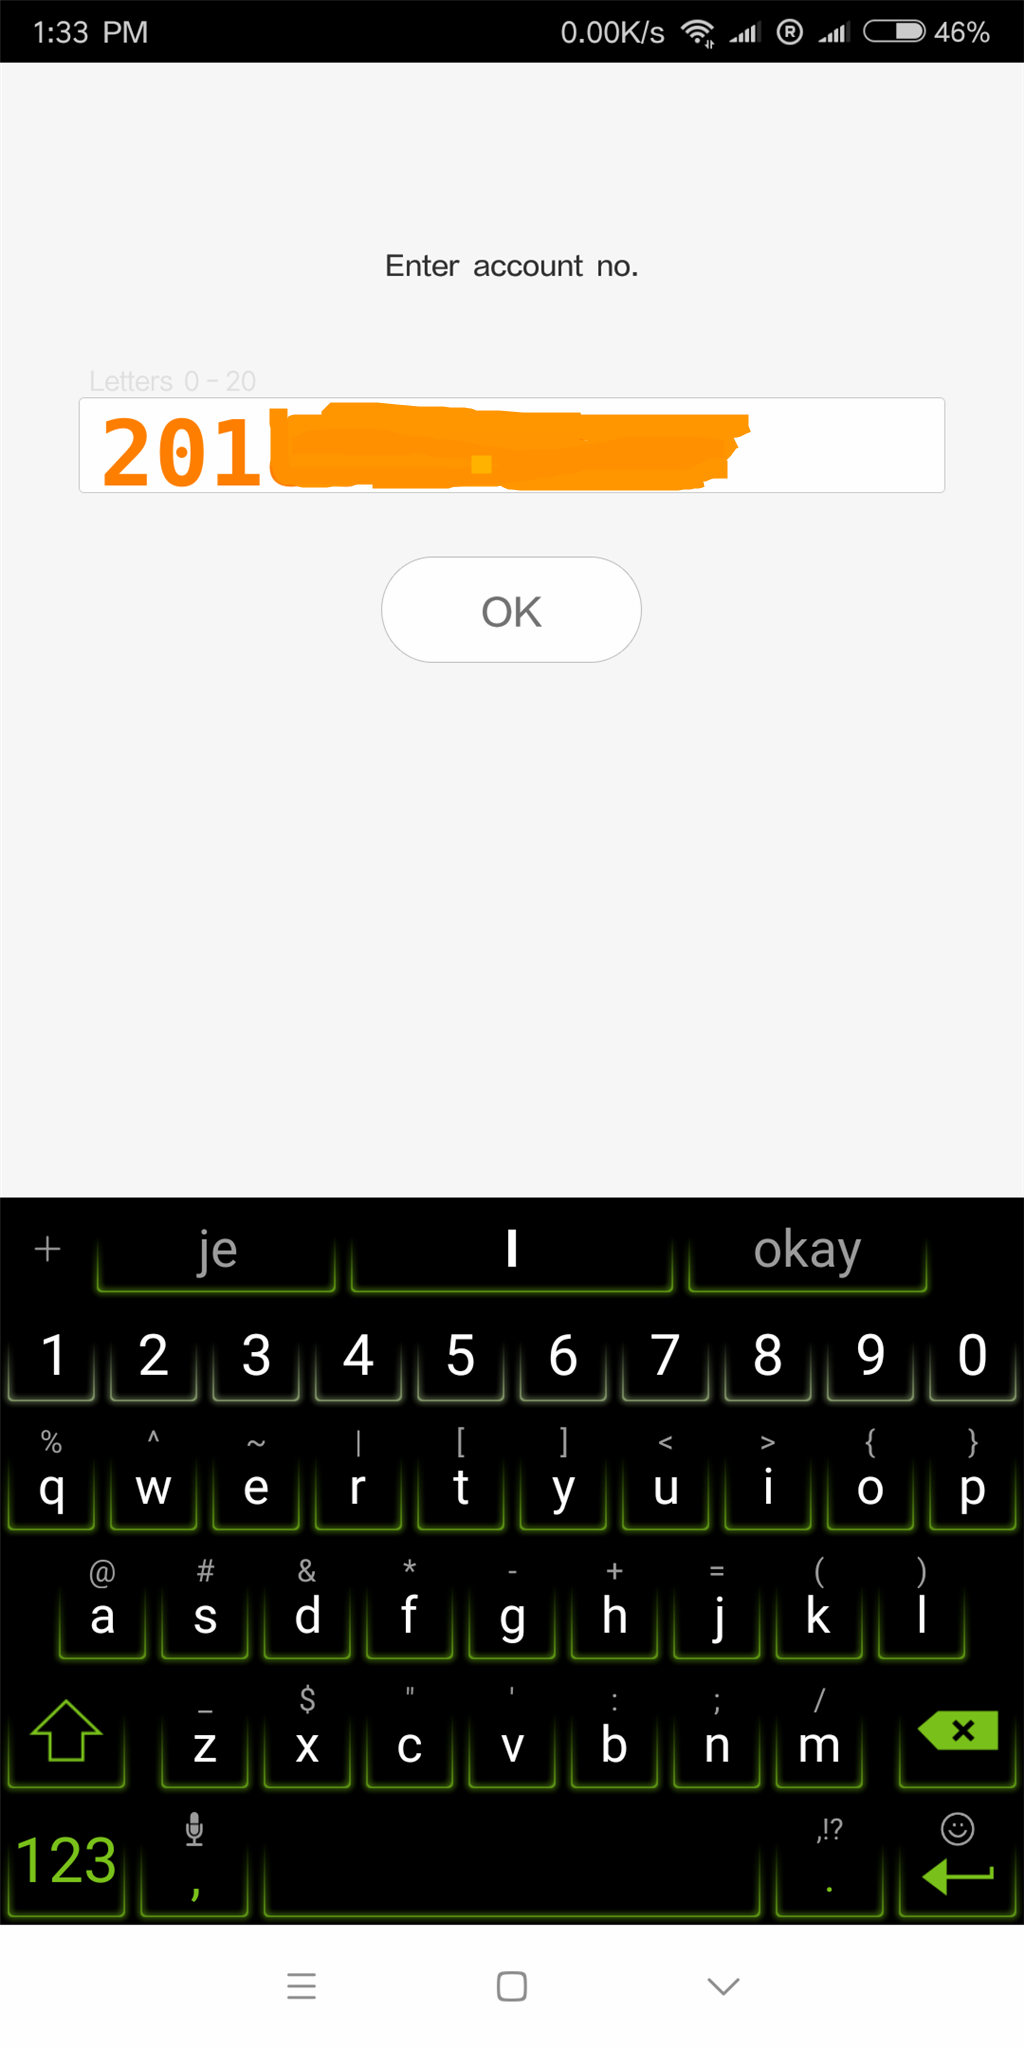 1:33 PM 0.00K/s R 46%
Enter account no.
Letters 0 - 20
201
OK
+ je I okay
1 2 3 4 5 6 7 8 9 0
% ^ ~ | [ ] < > { }
q w e r t y u i o p
@ # & * - + = ( )
a s d f g h j k l
_ $ " ' : ; /
z x c v b n m
,!?
123 , .